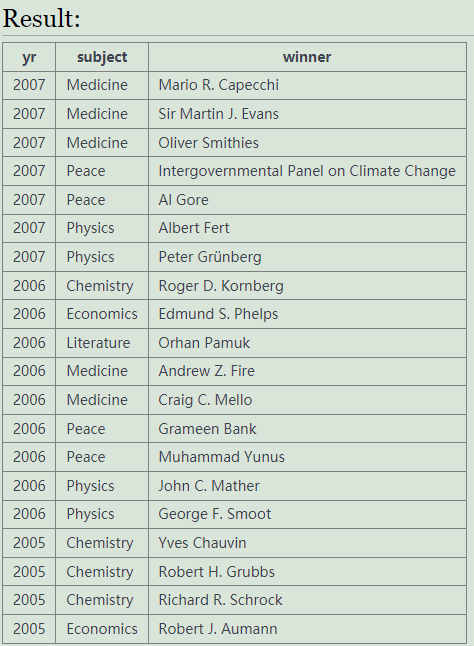 Result:
yr subject winner
2007 Medicine Mario R. Capecchi
2007 Medicine Sir Martin J. Evans
2007 Medicine Oliver Smithies
2007 Peace Intergovernmental Panel on Climate Change
2007 Peace Al Gore
2007 Physics Albert Fert
2007 Physics Peter Grünberg
2006 Chemistry Roger D. Kornberg
2006 Economics Edmund S. Phelps
2006 Literature Orhan Pamuk
2006 Medicine Andrew Z. Fire
2006 Medicine Craig C. Mello
2006 Peace Grameen Bank
2006 Peace Muhammad Yunus
2006 Physics John C. Mather
2006 Physics George F. Smoot
2005 Chemistry Yves Chauvin
2005 Chemistry Robert H. Grubbs
2005 Chemistry Richard R. Schrock
2005 Economics Robert J. Aumann